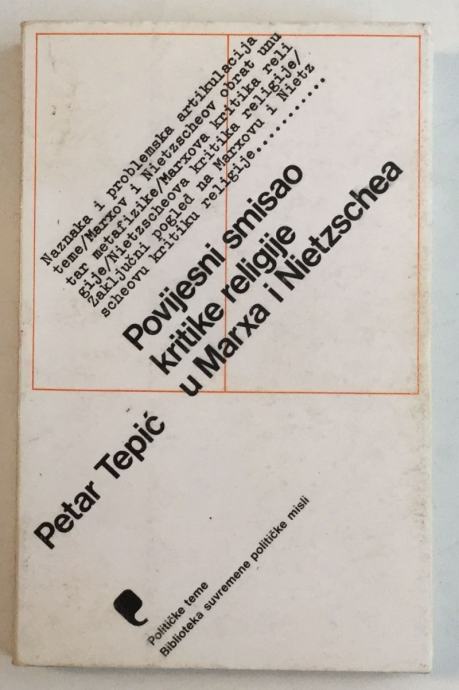 Naznaka i problemska artikulacija
teme/Marxov i Nietzscheov obrat unu
tar metafizike/Marxova kritika reli
gije/Nietzscheova kritika religije/
Zaključni pogled na Marxovu i Nietz
scheovu kritiku religije............
Povijesni smisao
kritike religije
u Marxa i Nietzschea
Petar Tepić
Političke teme
Biblioteka suvremene političke misli